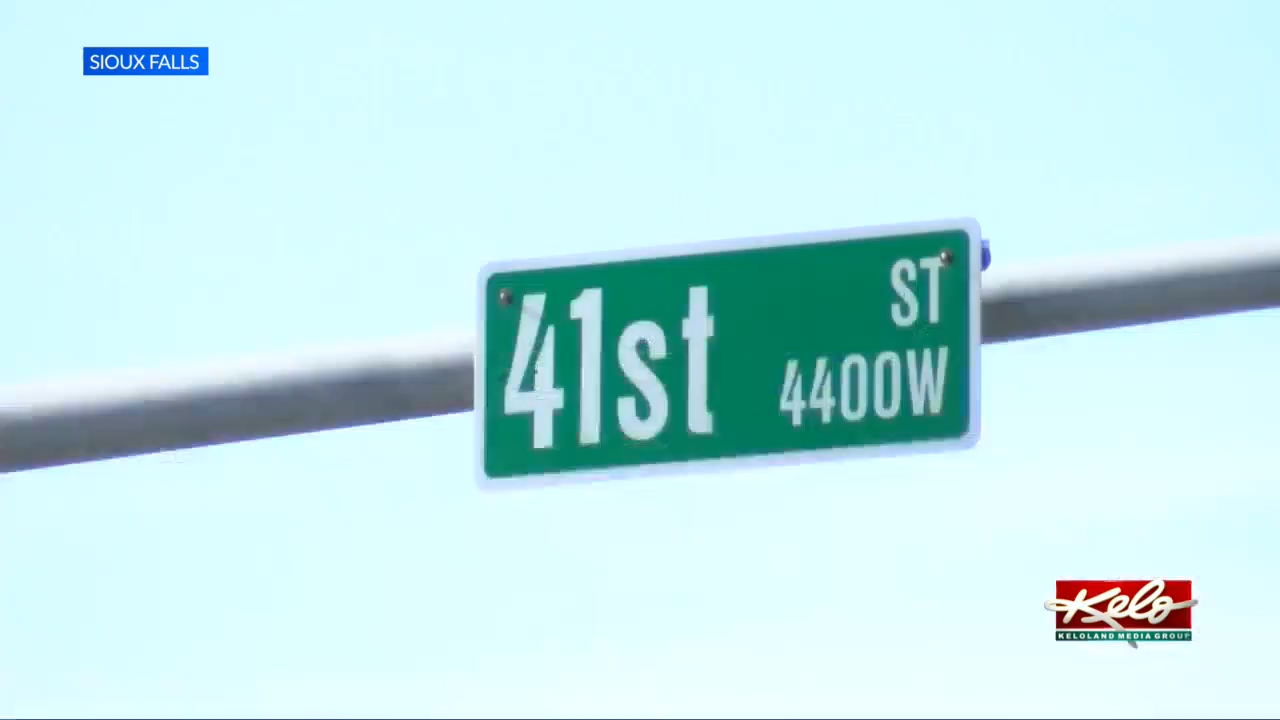 SIOUX FALLS
41st ST
4400W
Kelo
KELOLAND MEDIA GROUP